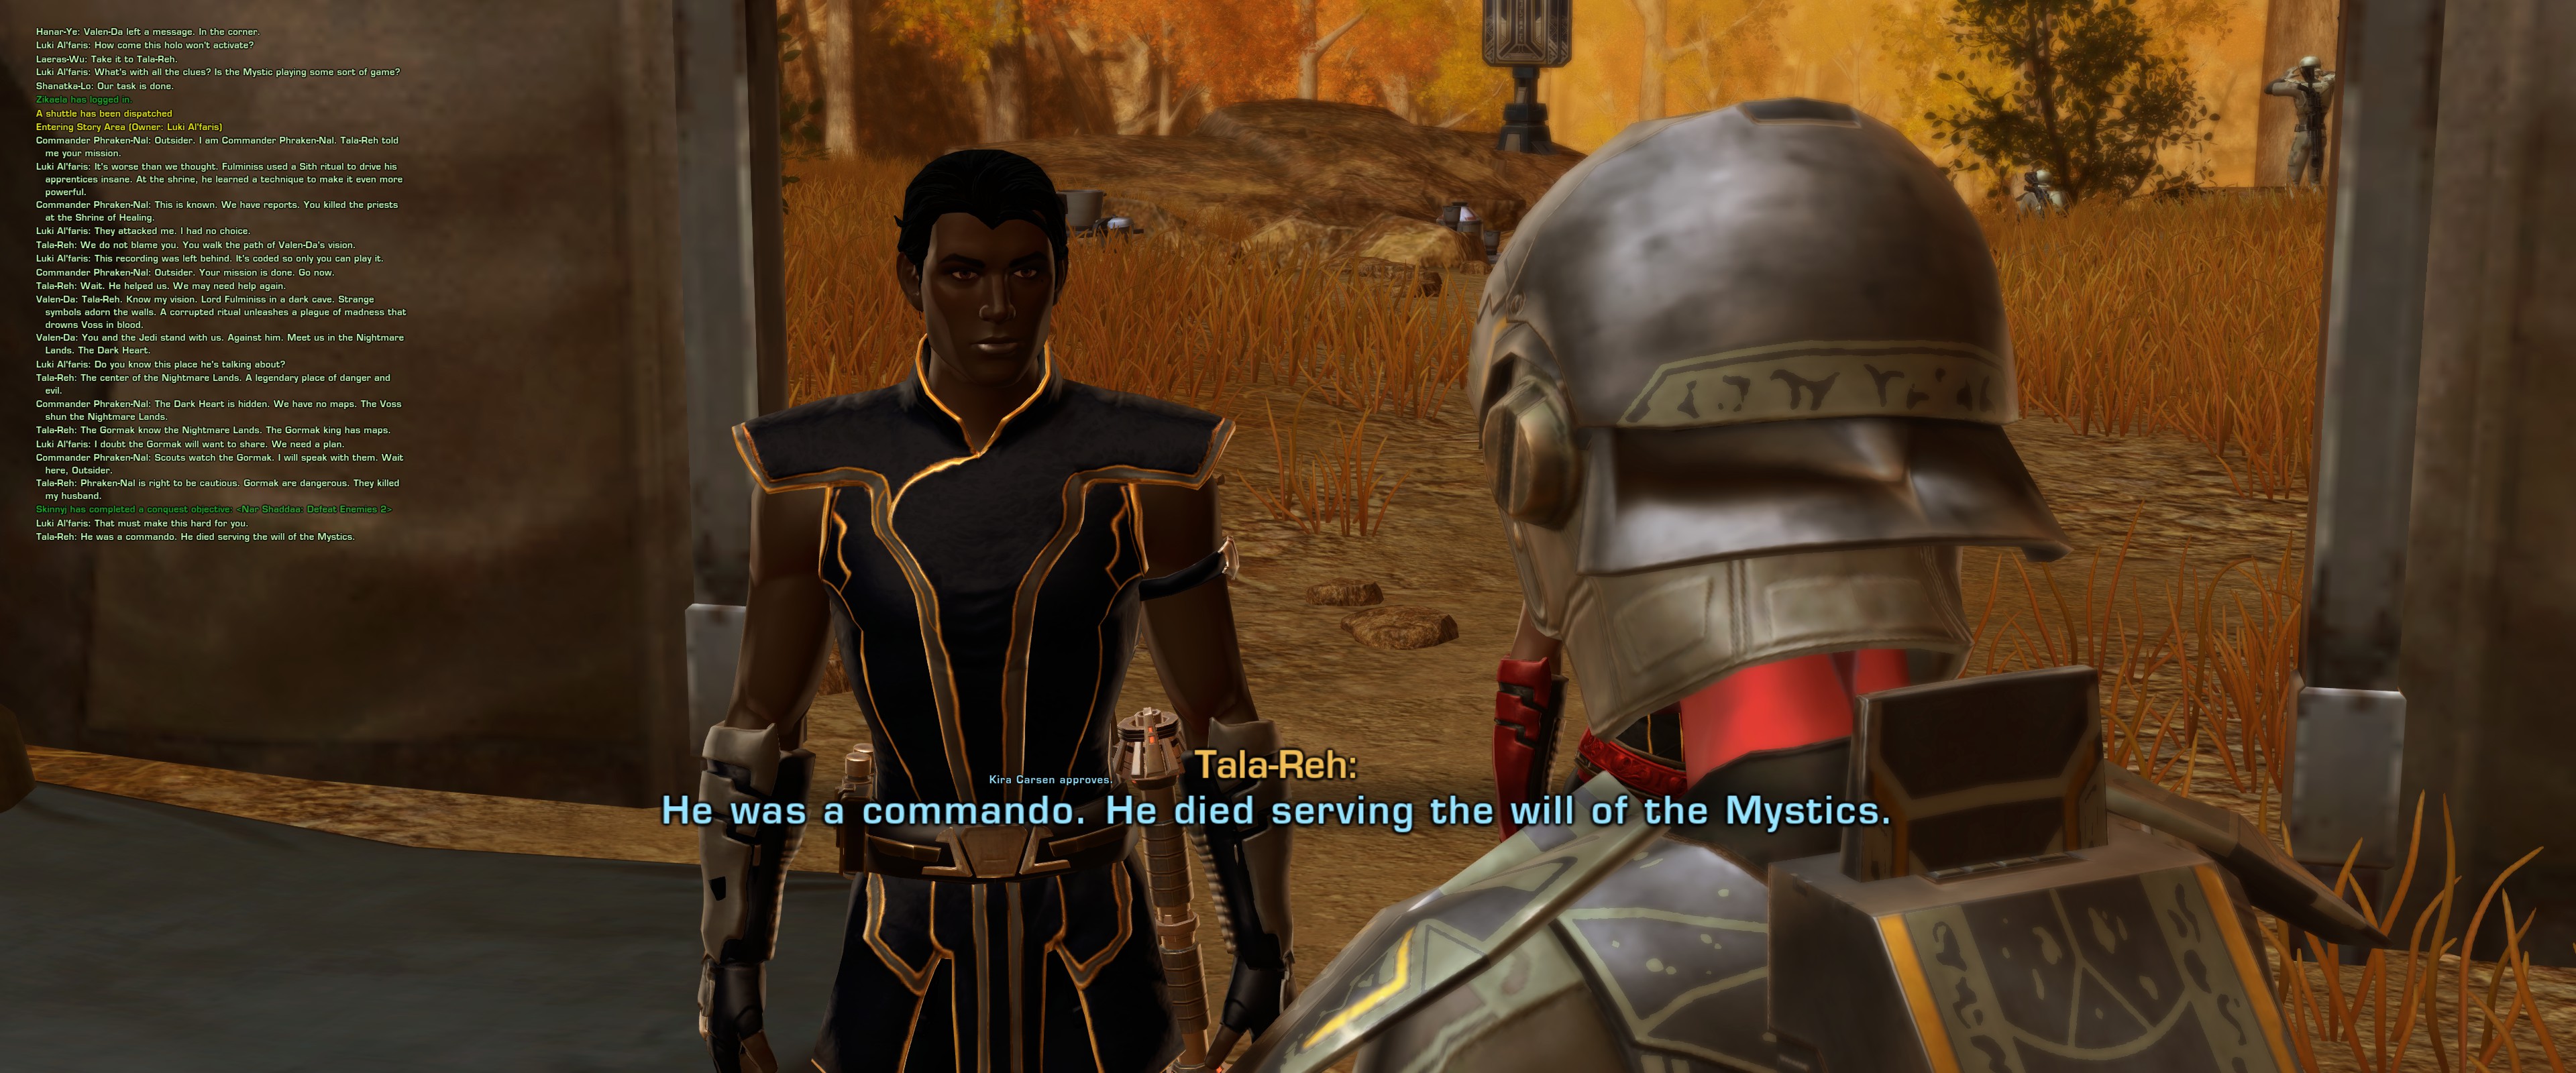 Hanar-Ye: Valen-Da left a message. In the corner.
Luki Al'faris: How come this holo won't activate?
Laeras-Wu: Take it to Tala-Reh.
Luki Al'faris: What's with all the clues? Is the Mystic playing some sort of game?
Shanatka-Lo: Our task is done.
Zikaela has logged in.
A shuttle has been dispatched
Entering Story Area (Owner: Luki Al'faris)
Commander Phraken-Nal: Outsider. I am Commander Phraken-Nal. Tala-Reh told
me your mission.
Luki Al'faris: It's worse than we thought. Fulminiss used a Sith ritual to drive his
apprentices insane. At the shrine, he learned a technique to make it even more
powerful.
Commander Phraken-Nal: This is known. We have reports. You killed the priests
at the Shrine of Healing.
Luki Al'faris: They attacked me. I had no choice.
Tala-Reh: We do not blame you. You walk the path of Valen-Da's vision.
Luki Al'faris: This recording was left behind. It's coded so only you can play it.
Commander Phraken-Nal: Outsider. Your mission is done. Go now.
Tala-Reh: Wait. He helped us. We may need help again.
Valen-Da: Tala-Reh. Know my vision. Lord Fulminiss in a dark cave. Strange
symbols adorn the walls. A corrupted ritual unleashes a plague of madness that
drowns Voss in blood.
Valen-Da: You and the Jedi stand with us. Against him. Meet us in the Nightmare
Lands. The Dark Heart.
Luki Al'faris: Do you know this place he's talking about?
Tala-Reh: The center of the Nightmare Lands. A legendary place of danger and
evil.
Commander Phraken-Nal: The Dark Heart is hidden. We have no maps. The Voss
shun the Nightmare Lands.
Tala-Reh: The Gormak know the Nightmare Lands. The Gormak king has maps.
Luki Al'faris: I doubt the Gormak will want to share. We need a plan.
Commander Phraken-Nal: Scouts watch the Gormak. I will speak with them. Wait
here, Outsider.
Tala-Reh: Phraken-Nal is right to be cautious. Gormak are dangerous. They killed
my husband.
Skinnyj has completed a conquest objective: <Nar Shaddaa: Defeat Enemies 2>
Luki Al'faris: That must make this hard for you.
Tala-Reh: He was a commando. He died serving the will of the Mystics.
Tala-Reh:
Kira Carsen approves.
He was a commando. He died serving the will of the Mystics.